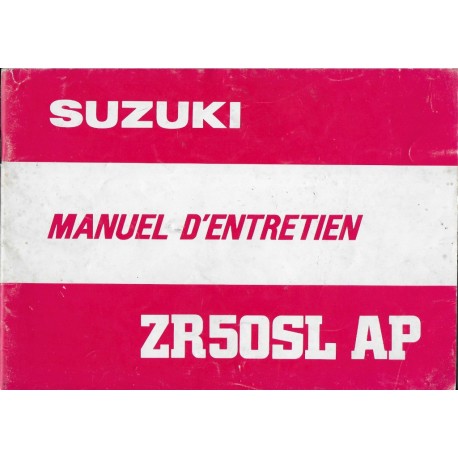 SUZUKI
MANUEL D'ENTRETIEN
ZR50SL AP